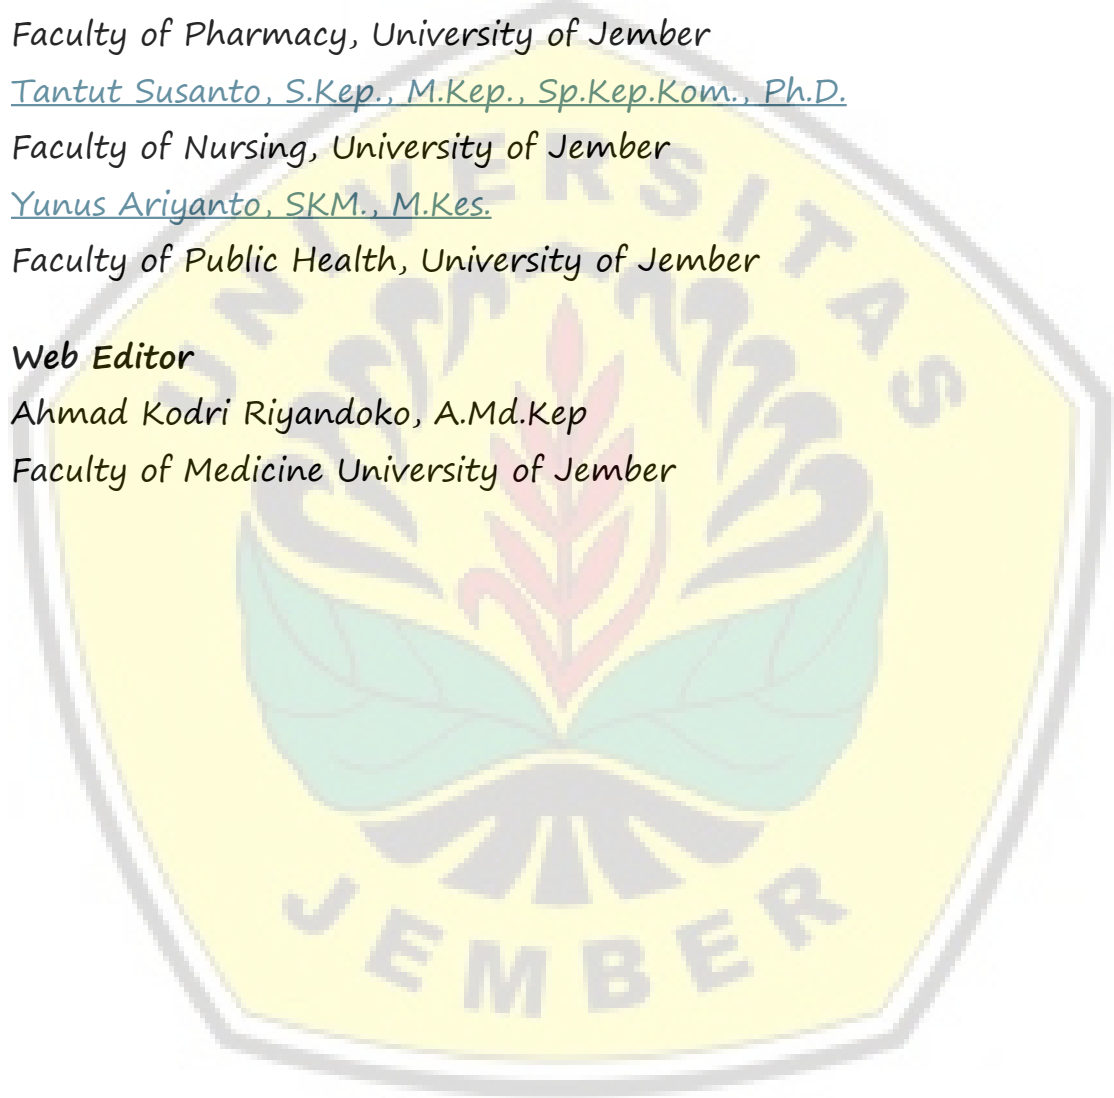 Faculty of Pharmacy, University of Jember
Tantut Susanto, S.Kep., M.Kep., Sp.Kep.Kom., Ph.D.
Faculty of Nursing, University of Jember
Yunus Ariyanto, SKM., M.Kes.
Faculty of Public Health, University of Jember
Web Editor
Ahmad Kodri Riyandoko, A.Md.Kep
Faculty of Medicine University of Jember
UNIVERSITAS
JEMBER